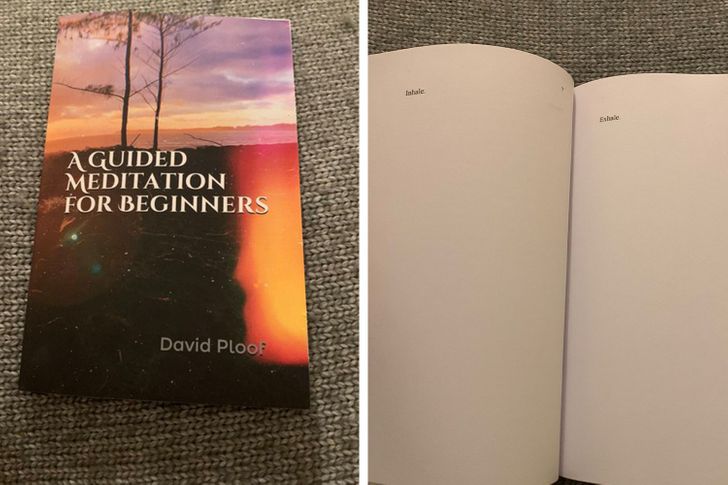 A Guided
Meditation
for Beginners
David Ploof
Inhale.
Exhale.